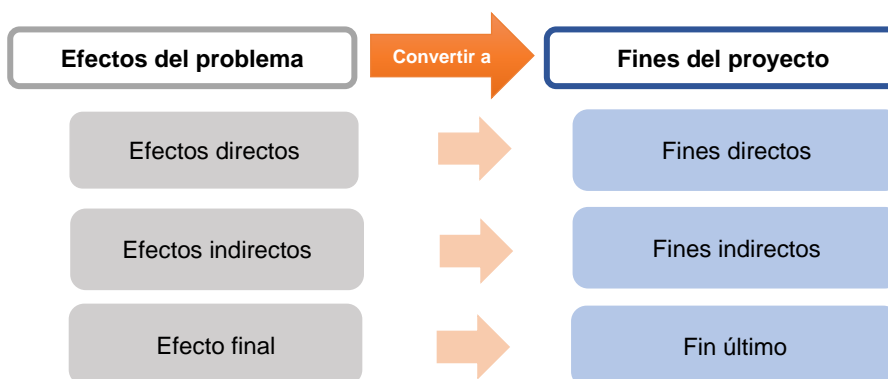 Efectos del problema
Convertir a
Fines del proyecto
Efectos directos
Fines directos
Efectos indirectos
Fines indirectos
Efecto final
Fin último